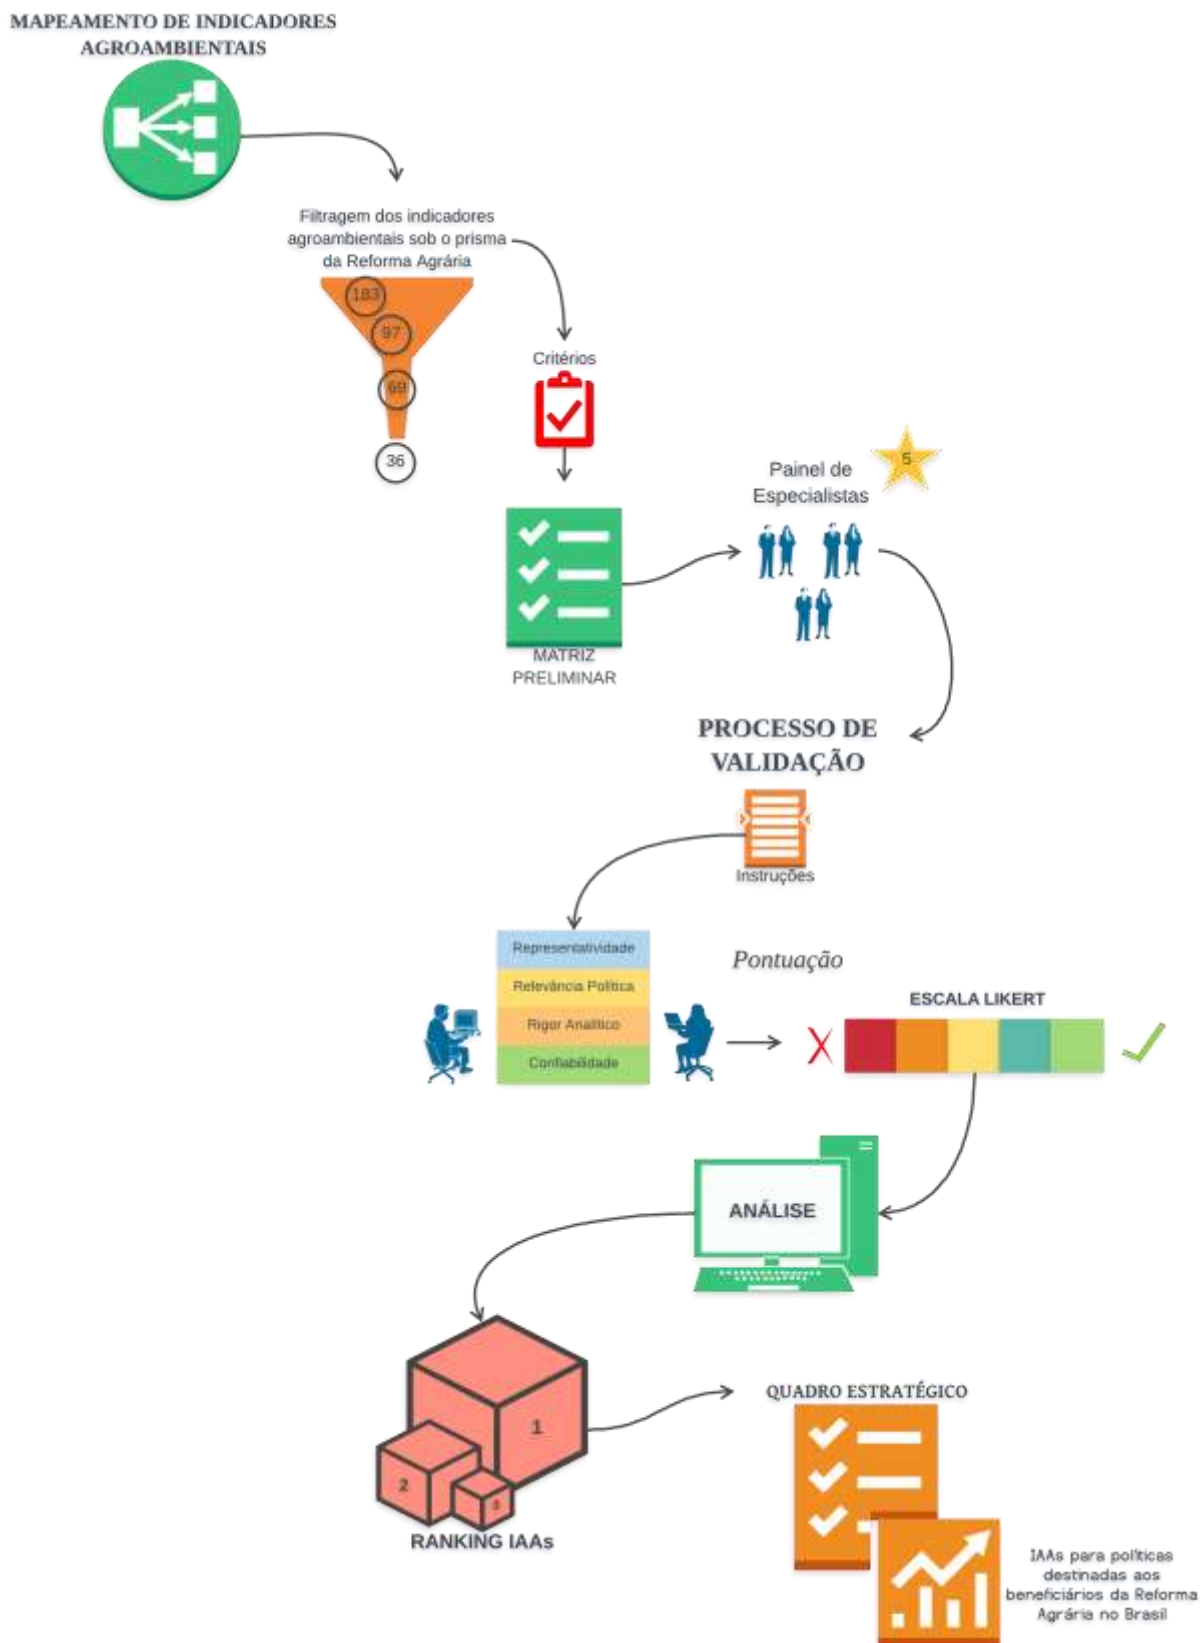 MAPEAMENTO DE INDICADORES
AGROAMBIENTAIS
Filtragem dos indicadores
agroambientais sob o prisma
da Reforma Agrária
183
97
69
36
Critérios
MATRIZ
PRELIMINAR
Painel de
Especialistas
5
PROCESSO DE
VALIDAÇÃO
Instruções
Representatividade
Relevância Política
Rigor Analítico
Confiabilidade
Pontuação
ESCALA LIKERT
ANÁLISE
1
2
3
RANKING IAAs
QUADRO ESTRATÉGICO
IAAs para políticas
destinadas aos
beneficiários da Reforma
Agrária no Brasil